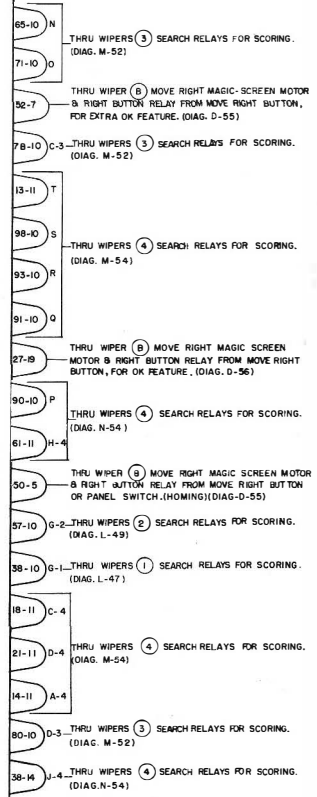 65-10 N
THRU WIPERS 3 SEARCH RELAYS FOR SCORING.
(DIAG. M-52)
71-10 O
THRU WIPER B MOVE RIGHT MAGIC-SCREEN MOTOR
52-7 & RIGHT BUTTON RELAY FROM MOVE RIGHT BUTTON,
FOR EXTRA OK FEATURE. (DIAG. D-55)
78-10 C-3 THRU WIPERS 3 SEARCH RELAYS FOR SCORING.
(DIAG. M-52)
13-11 T
98-10 S
THRU WIPERS 4 SEARCH RELAYS FOR SCORING.
(DIAG. M-54)
93-10 R
91-10 Q
THRU WIPER B MOVE RIGHT MAGIC SCREEN
27-19 MOTOR & RIGHT BUTTON RELAY FROM MOVE RIGHT
BUTTON, FOR OK FEATURE. (DIAG. D-56)
90-10 P
THRU WIPERS 4 SEARCH RELAYS FOR SCORING.
(DIAG. N-54)
61-11 H-4
THRU WIPER B MOVE RIGHT MAGIC SCREEN MOTOR
50-5 & RIGHT BUTTON RELAY FROM MOVE RIGHT BUTTON
OR PANEL SWITCH.(HOMING)(DIAG-D-55)
57-10 G-2 THRU WIPERS 2 SEARCH RELAYS FOR SCORING.
(DIAG. L-49)
38-10 G-1 THRU WIPERS 1 SEARCH RELAYS FOR SCORING.
(DIAG. L-47)
18-11 C-4
THRU WIPERS 4 SEARCH RELAYS FOR SCORING.
21-11 D-4 (DIAG. M-54)
14-11 A-4
80-10 D-3 THRU WIPERS 3 SEARCH RELAYS FOR SCORING.
(DIAG. M-52)
38-14 J-4 THRU WIPERS 4 SEARCH RELAYS FOR SCORING.
(DIAG.N-54)